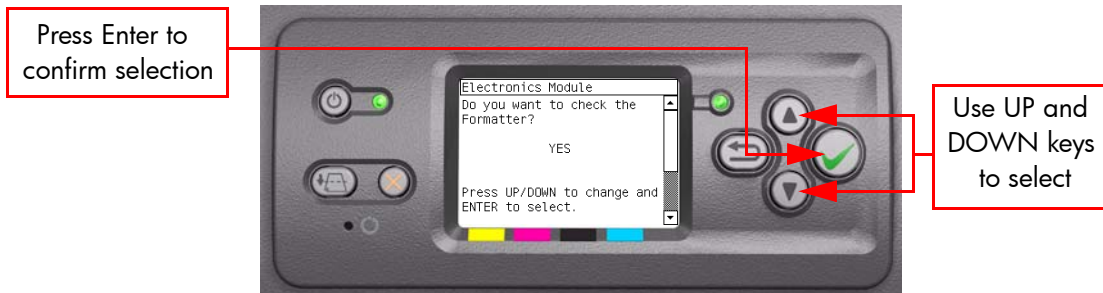 Press Enter to
confirm selection
Electronics Module
Do you want to check the
Formatter?
YES
Press UP/DOWN to change and
ENTER to select.
Use UP and
DOWN keys
to select